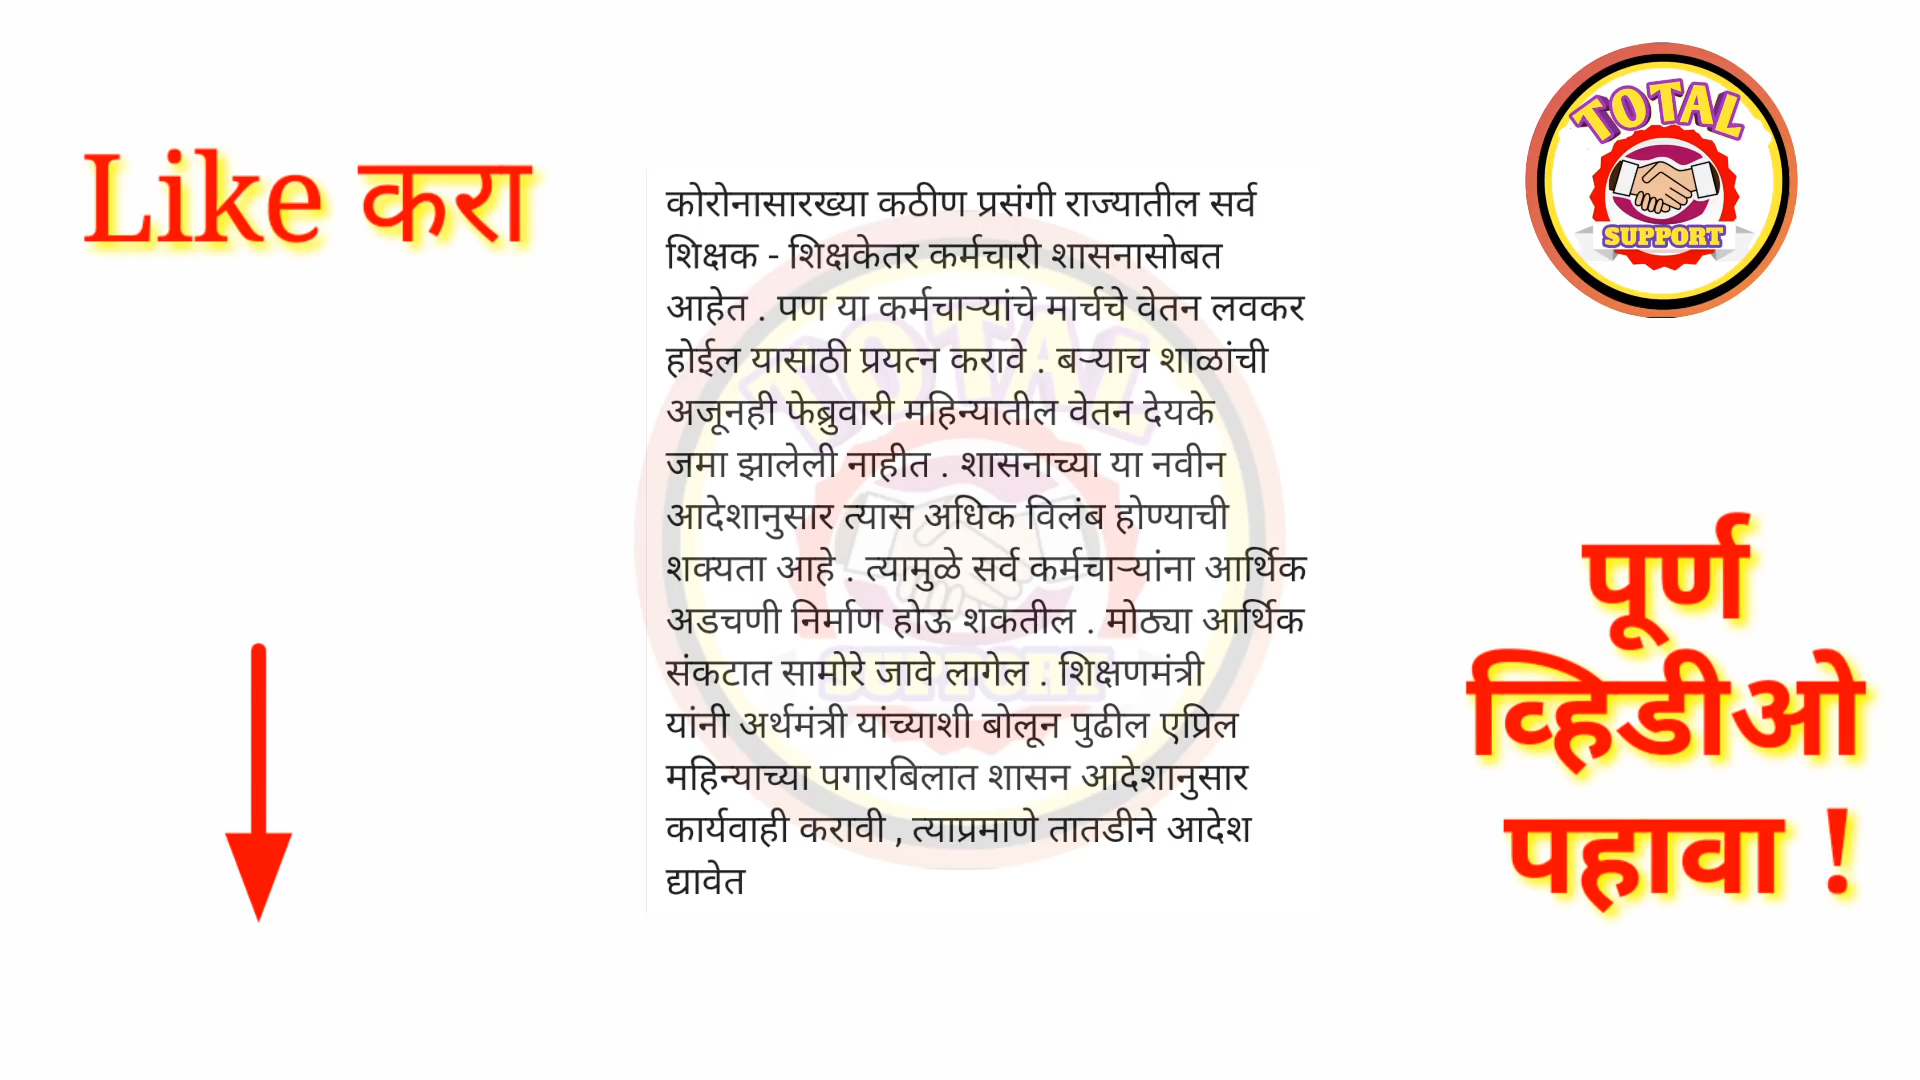 Like करा
TOTAL
SUPPORT
कोरोनासारख्या कठीण प्रसंगी राज्यातील सर्व
शिक्षक - शिक्षकेतर कर्मचारी शासनासोबत
आहेत . पण या कर्मचाऱ्यांचे मार्चचे वेतन लवकर
होईल यासाठी प्रयत्न करावे . बऱ्याच शाळांची
अजूनही फेब्रुवारी महिन्यातील वेतन देयके
जमा झालेली नाहीत . शासनाच्या या नवीन
आदेशानुसार त्यास अधिक विलंब होण्याची
शक्यता आहे . त्यामुळे सर्व कर्मचाऱ्यांना आर्थिक
अडचणी निर्माण होऊ शकतील . मोठ्या आर्थिक
संकटात सामोरे जावे लागेल . शिक्षणमंत्री
यांनी अर्थमंत्री यांच्याशी बोलून पुढील एप्रिल
महिन्याच्या पगारबिलात शासन आदेशानुसार
कार्यवाही करावी , त्याप्रमाणे तातडीने आदेश
द्यावेत
TOTAL
SUPPORT
पूर्ण
व्हिडीओ
पहावा !